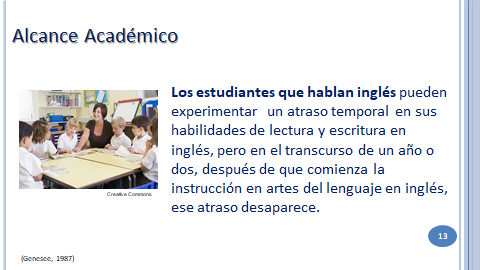 Alcance Académico
Los estudiantes que hablan inglés pueden
experimentar un atraso temporal en sus
habilidades de lectura y escritura en
inglés, pero en el transcurso de un año o
dos, después de que comienza la
instrucción en artes del lenguaje en inglés,
ese atraso desaparece.
Creative Commons
13
(Genesee, 1987)